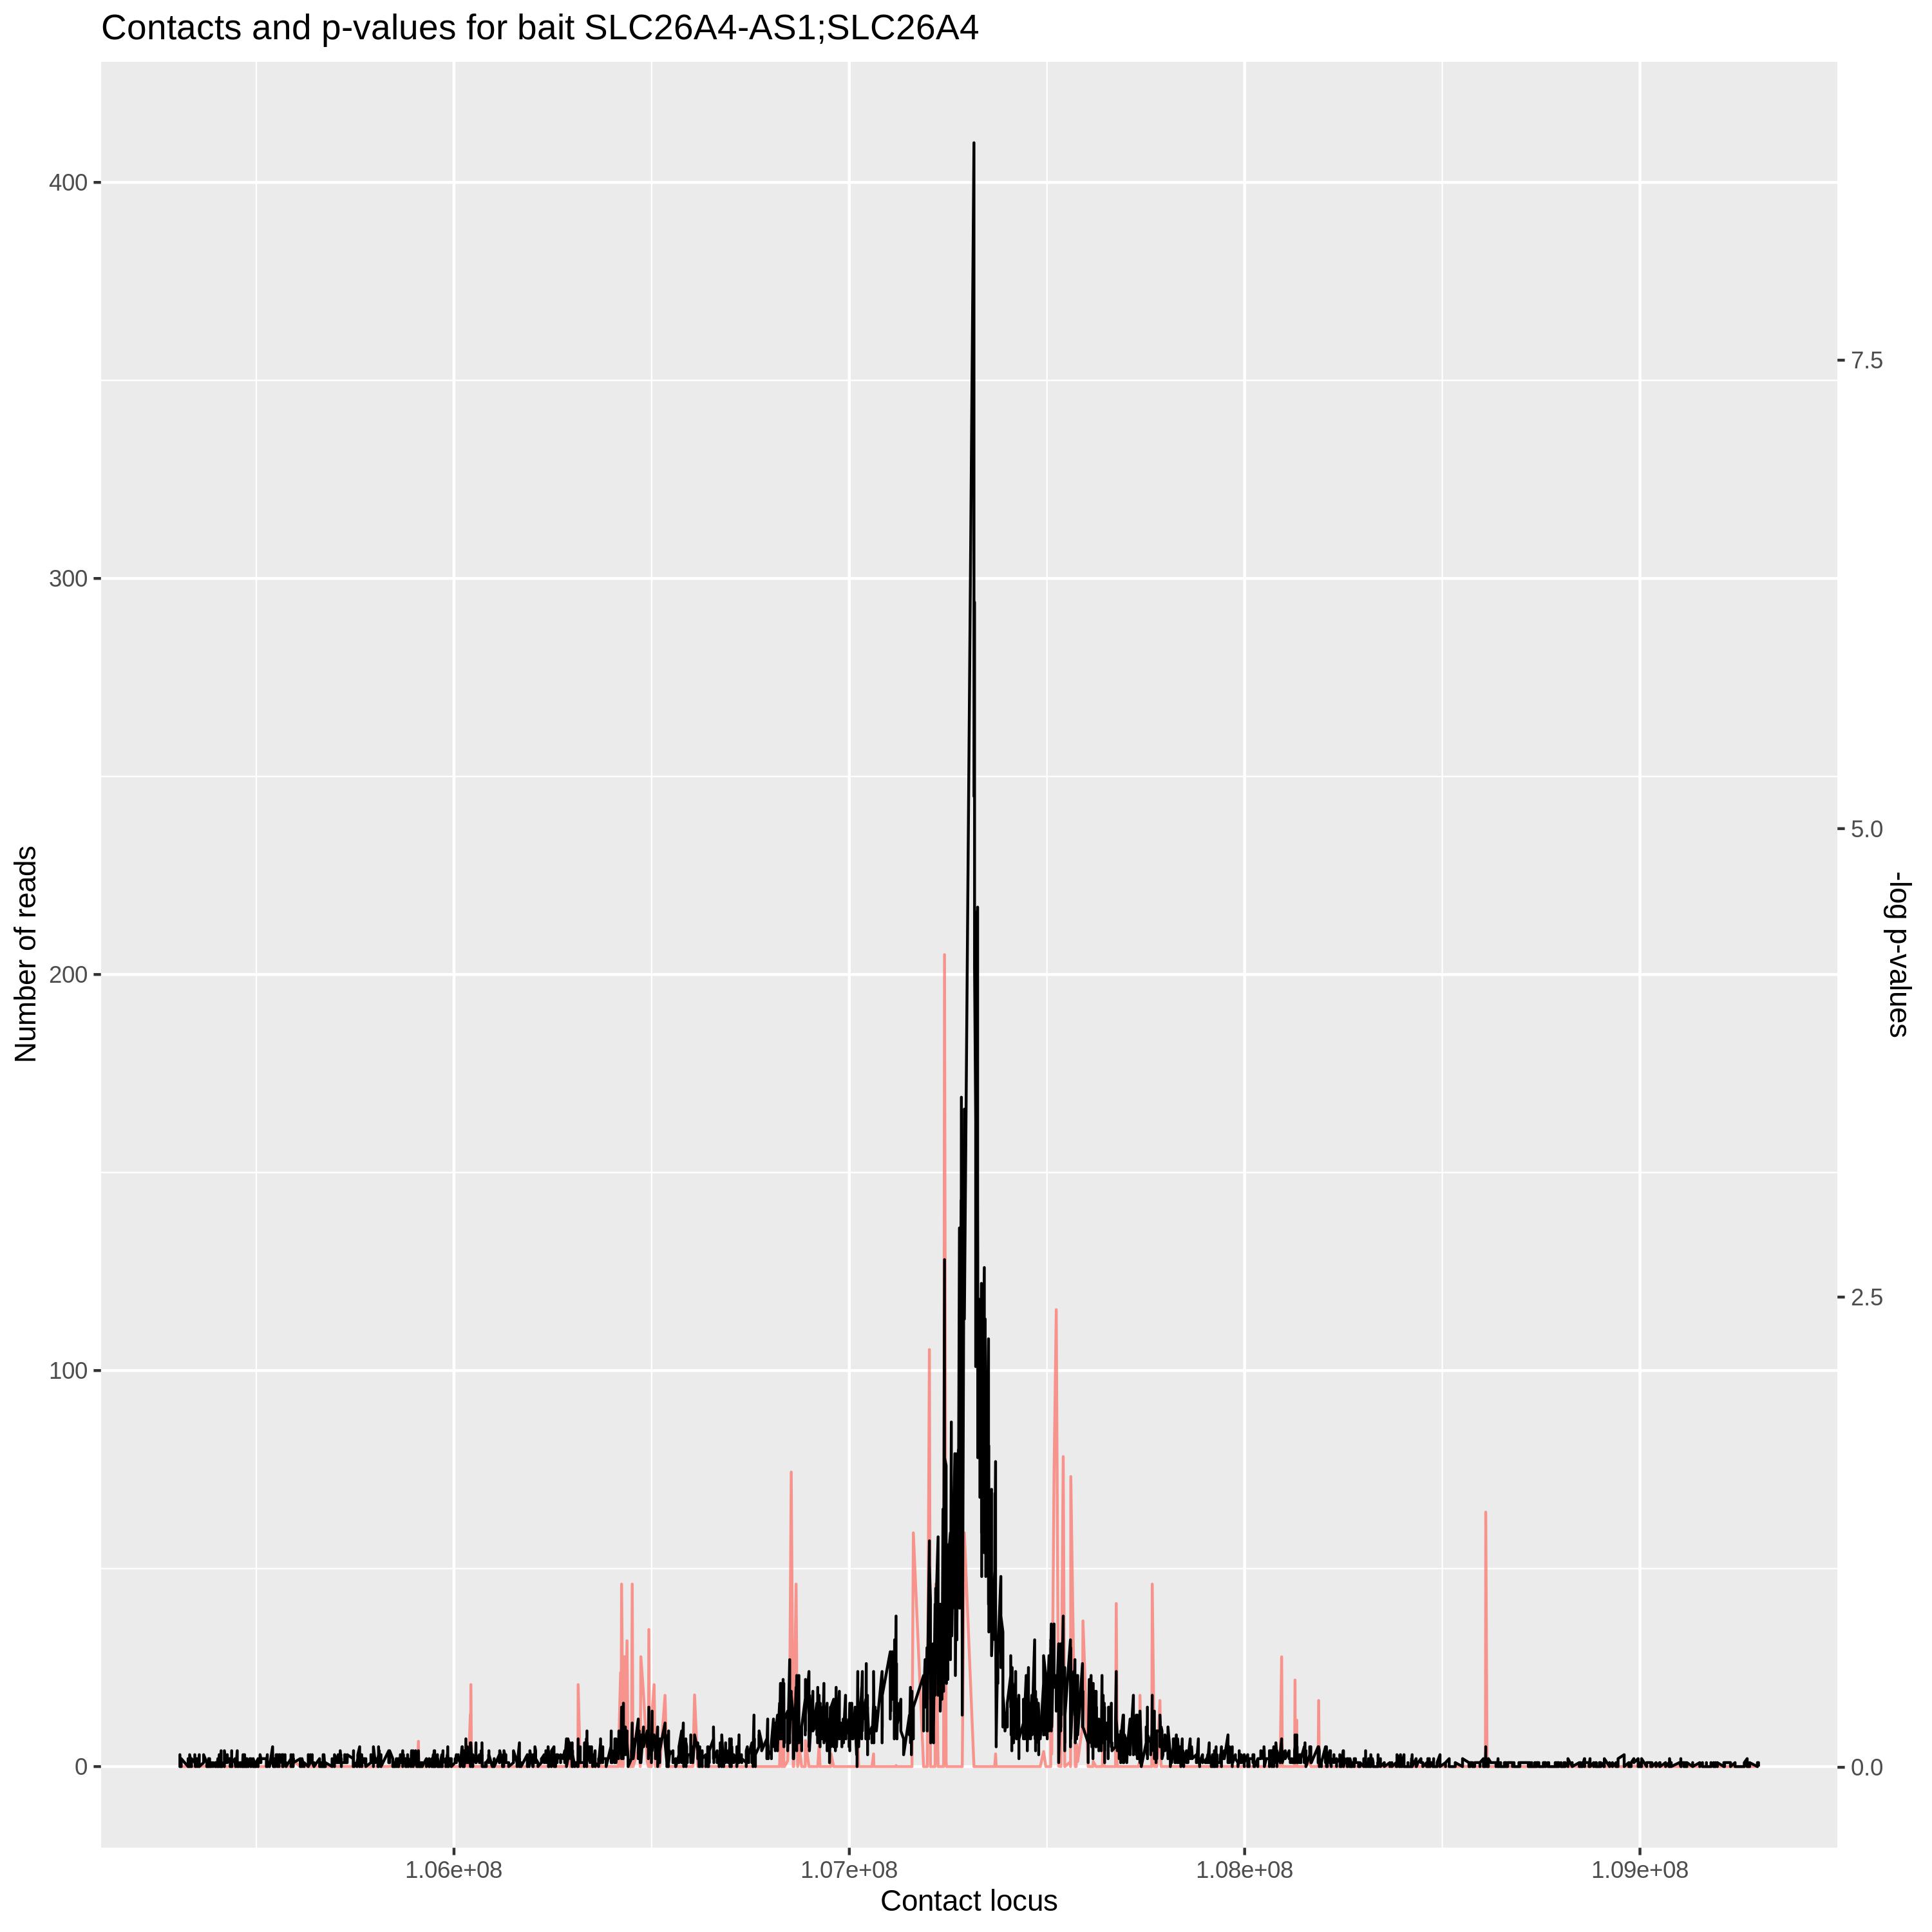 Contacts and p-values for bait SLC26A4-AS1;SLC26A4
400
300
200
100
0
Number of reads
7.5
5.0
2.5
0.0
-log p-values
1.06e+08
1.07e+08
1.08e+08
1.09e+08
Contact locus